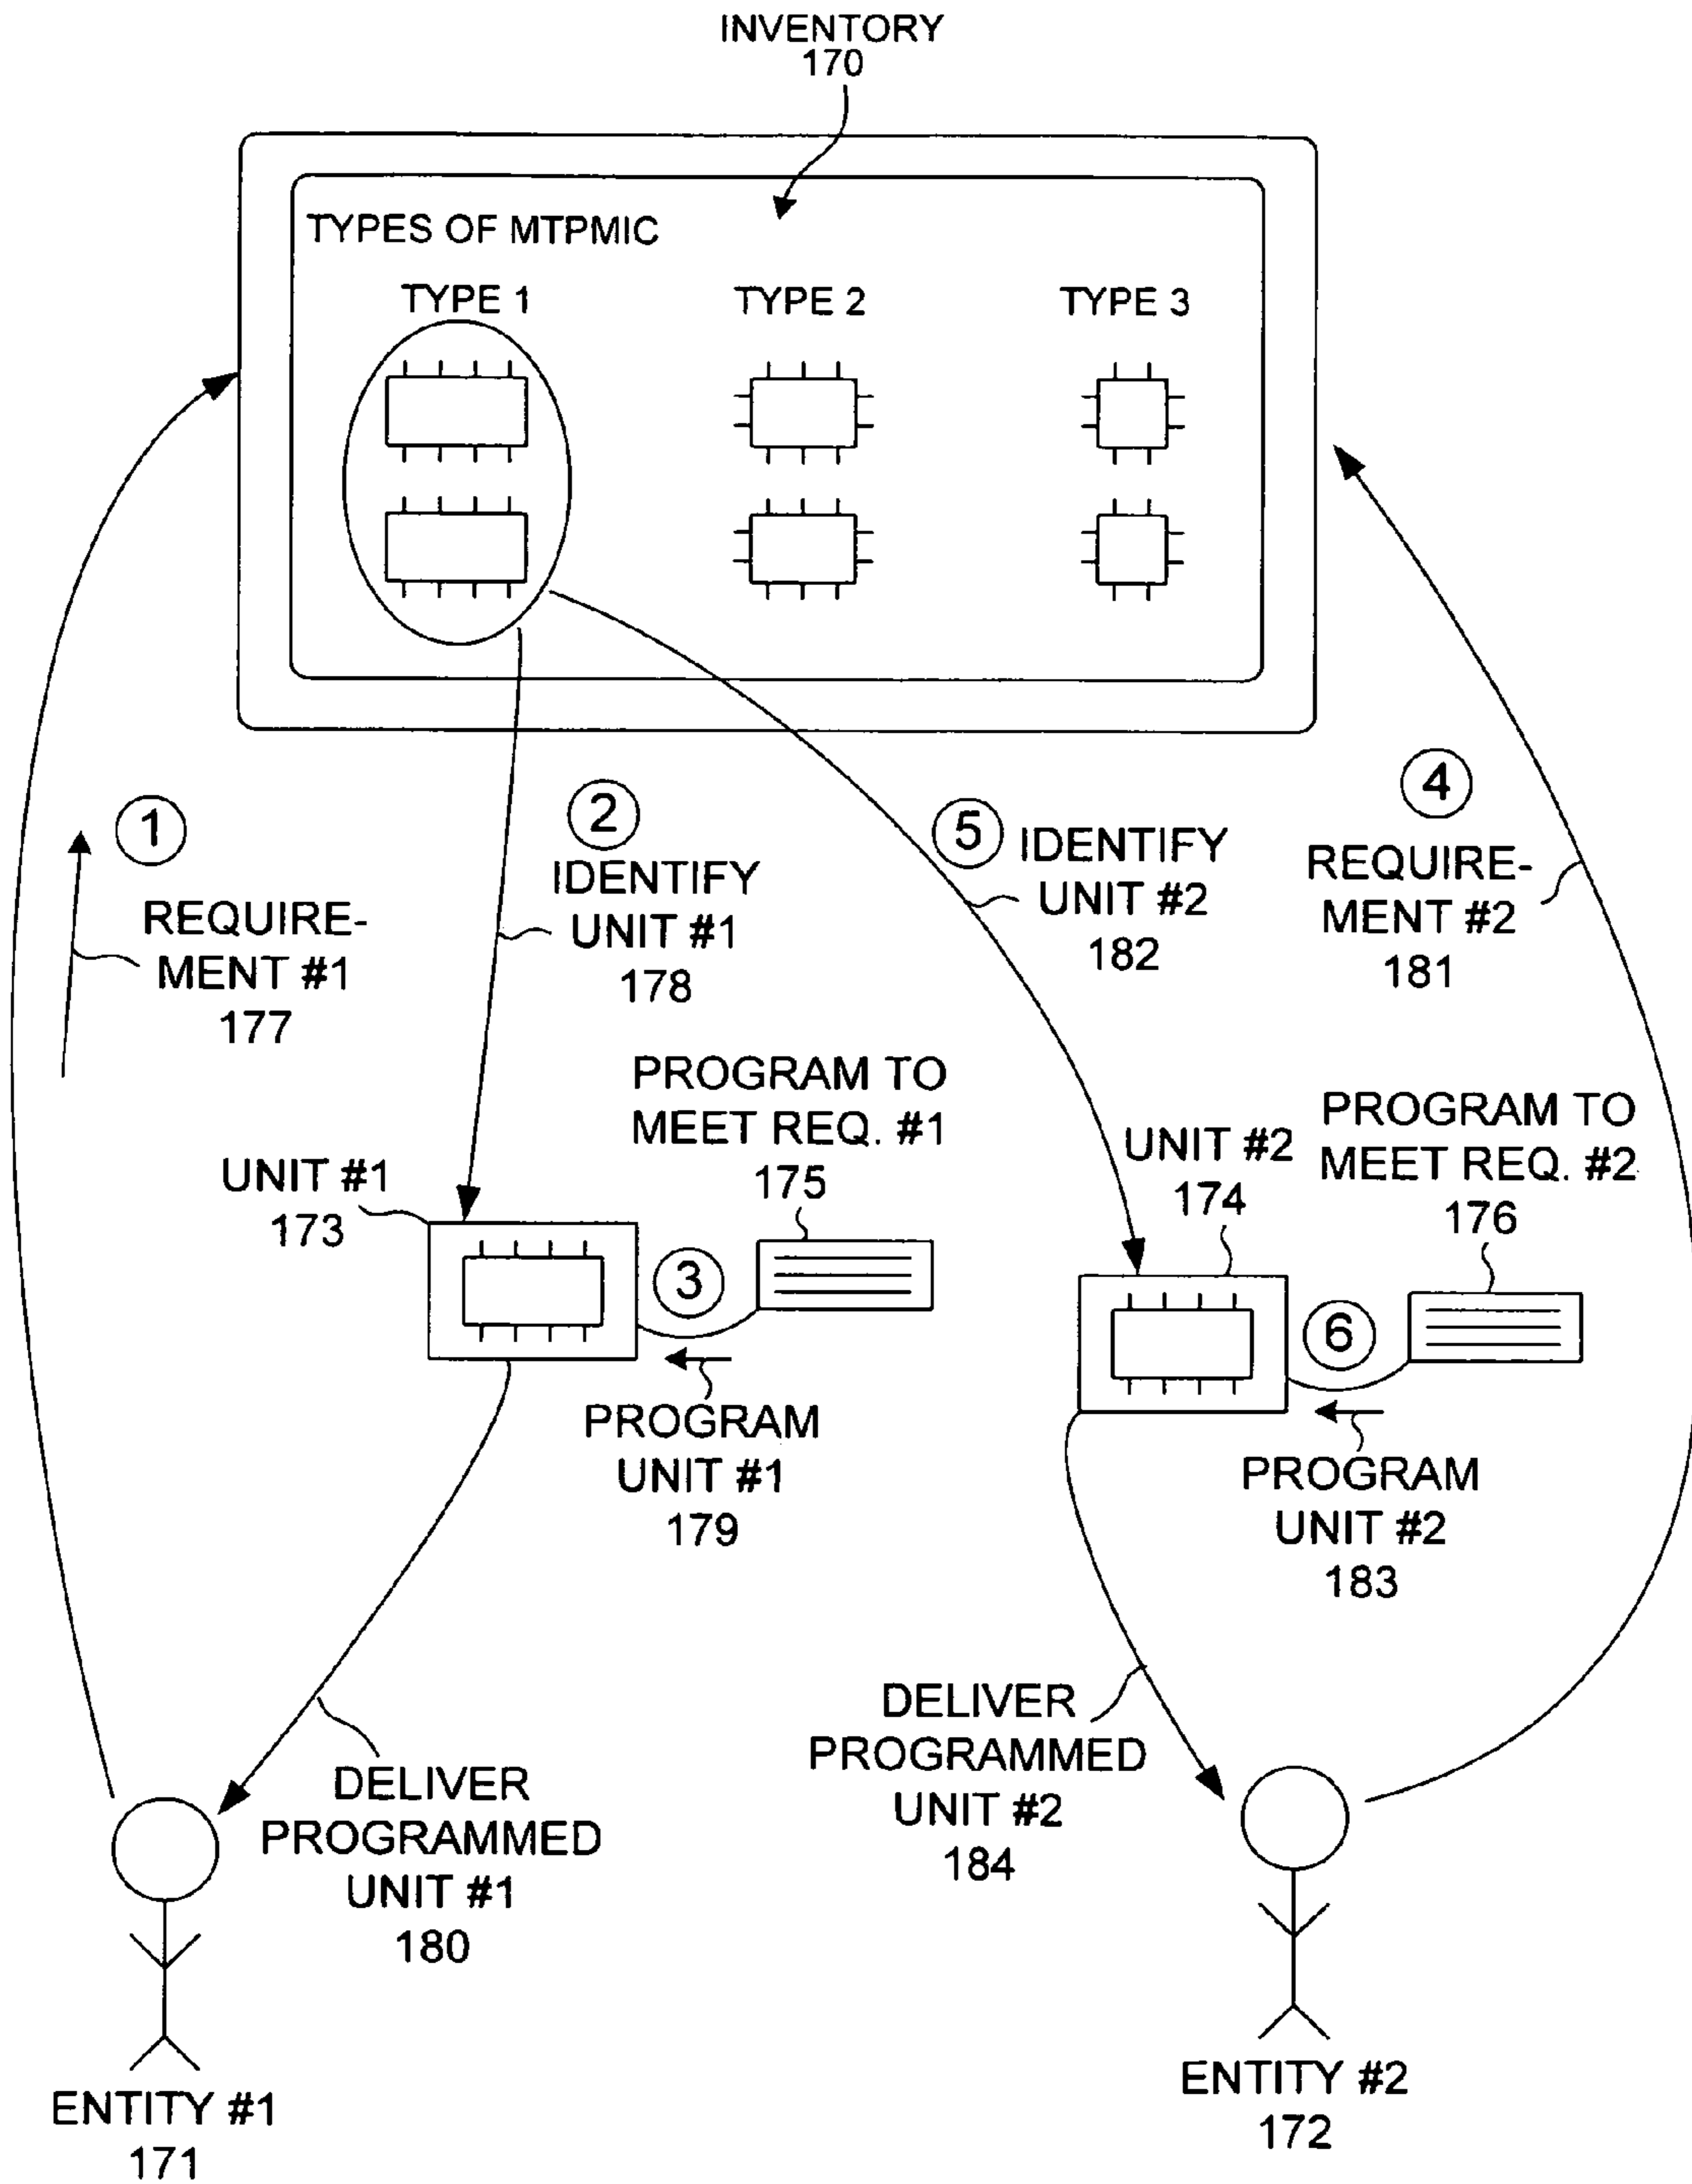 INVENTORY
170
TYPES OF MTPMIC
TYPE 1
TYPE 2
TYPE 3
1
REQUIRE-
MENT #1
177
2
IDENTIFY
UNIT #1
178
5
IDENTIFY
UNIT #2
182
4
REQUIRE-
MENT #2
181
UNIT #1
173
PROGRAM TO
MEET REQ. #1
175
3
PROGRAM
UNIT #1
179
UNIT #2
174
PROGRAM TO
MEET REQ. #2
176
6
PROGRAM
UNIT #2
183
DELIVER
PROGRAMMED
UNIT #1
180
DELIVER
PROGRAMMED
UNIT #2
184
ENTITY #1
171
ENTITY #2
172